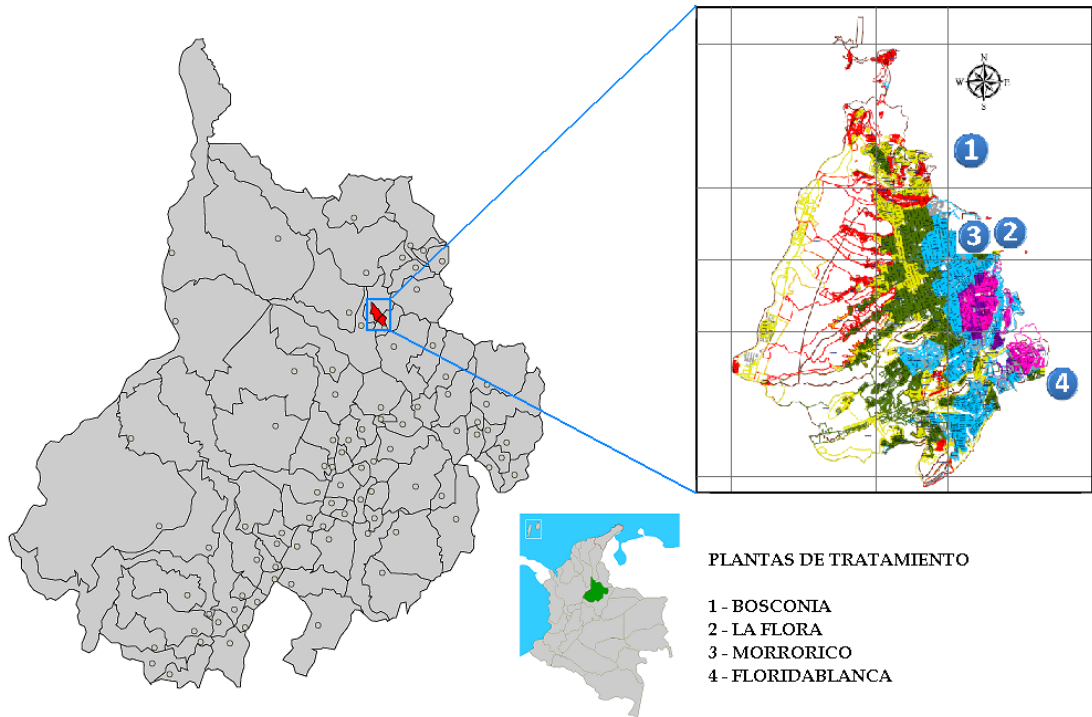 N
W E
S
1
3 2
4
PLANTAS DE TRATAMIENTO
1 - BOSCONIA
2 - LA FLORA
3 - MORRORICO
4 - FLORIDABLANCA